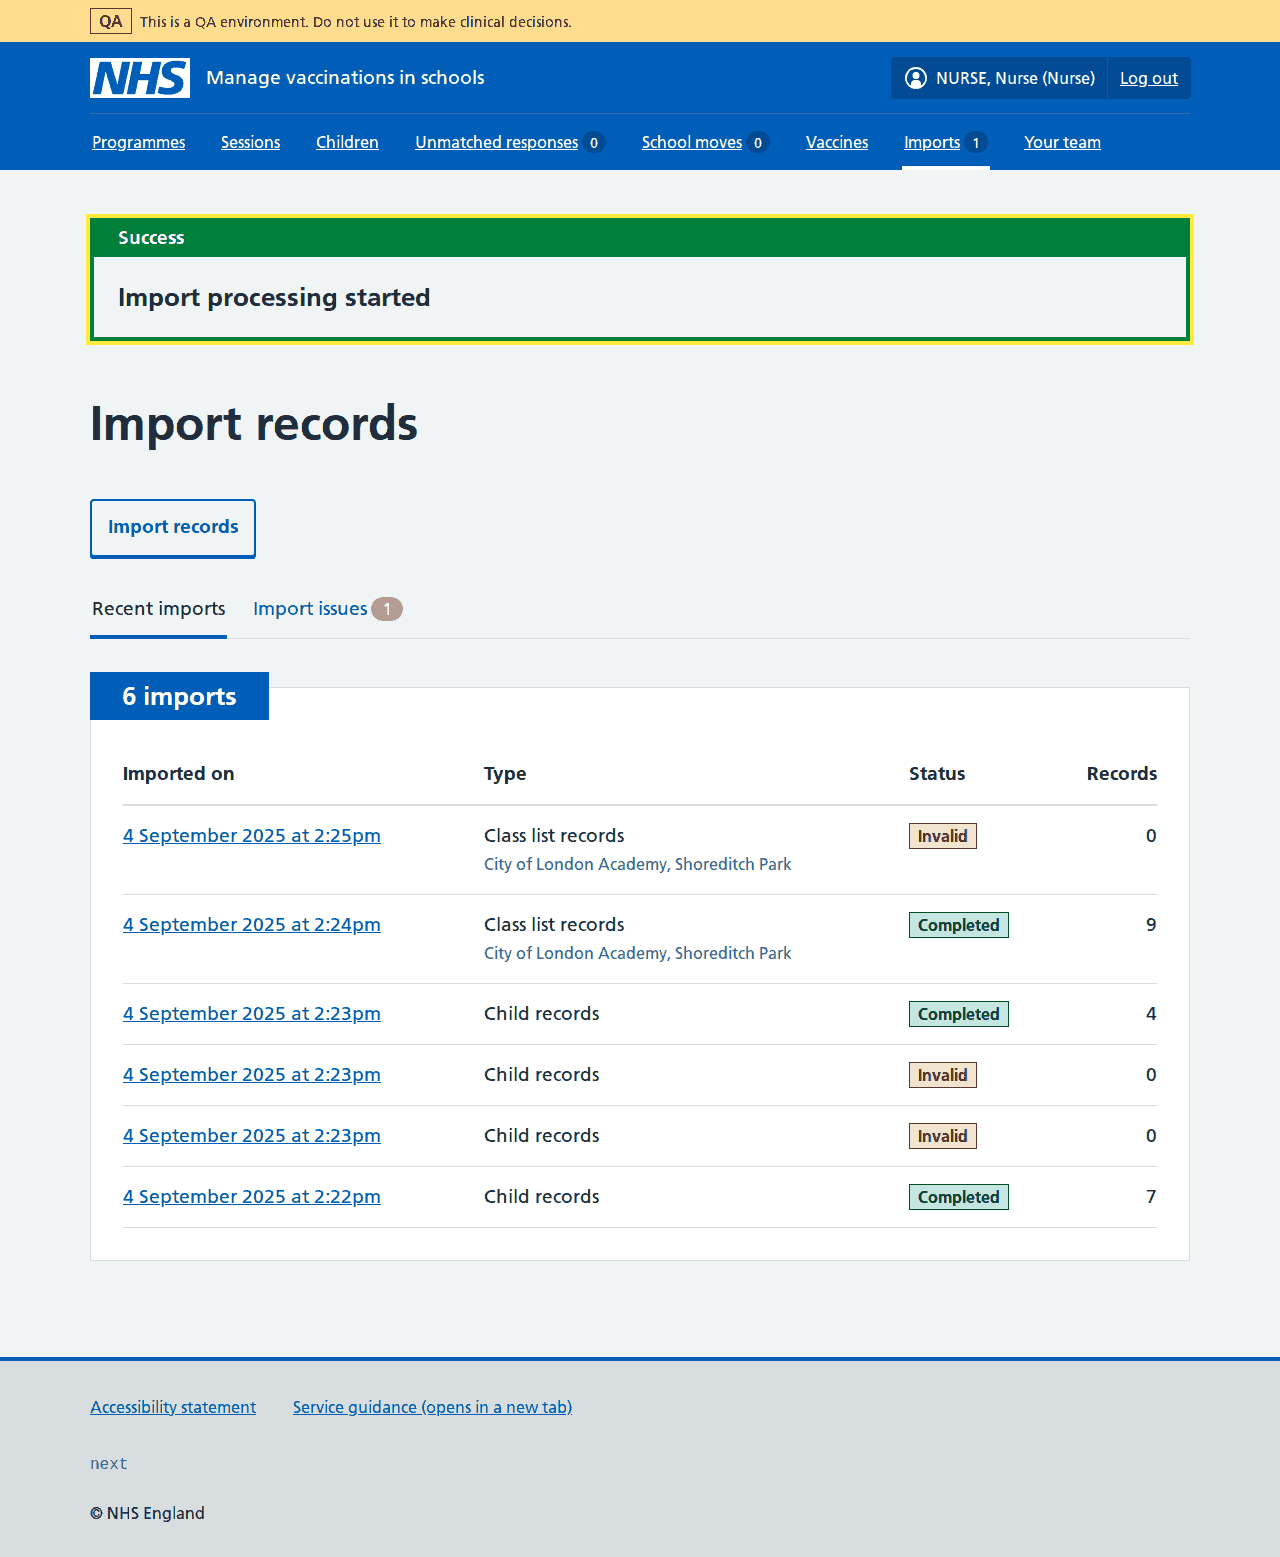 QA This is a QA environment. Do not use it to make clinical decisions.
NHS Manage vaccinations in schools
NURSE, Nurse (Nurse) Log out
Programmes Sessions Children Unmatched responses 0 School moves 0 Vaccines Imports 1 Your team
Success
Import processing started
Import records
Import records
Recent imports Import issues 1
6 imports
Imported on Type Status Records
4 September 2025 at 2:25pm Class list records Invalid 0
City of London Academy, Shoreditch Park
4 September 2025 at 2:24pm Class list records Completed 9
City of London Academy, Shoreditch Park
4 September 2025 at 2:23pm Child records Completed 4
4 September 2025 at 2:23pm Child records Invalid 0
4 September 2025 at 2:23pm Child records Invalid 0
4 September 2025 at 2:22pm Child records Completed 7
Accessibility statement Service guidance (opens in a new tab)
next
© NHS England